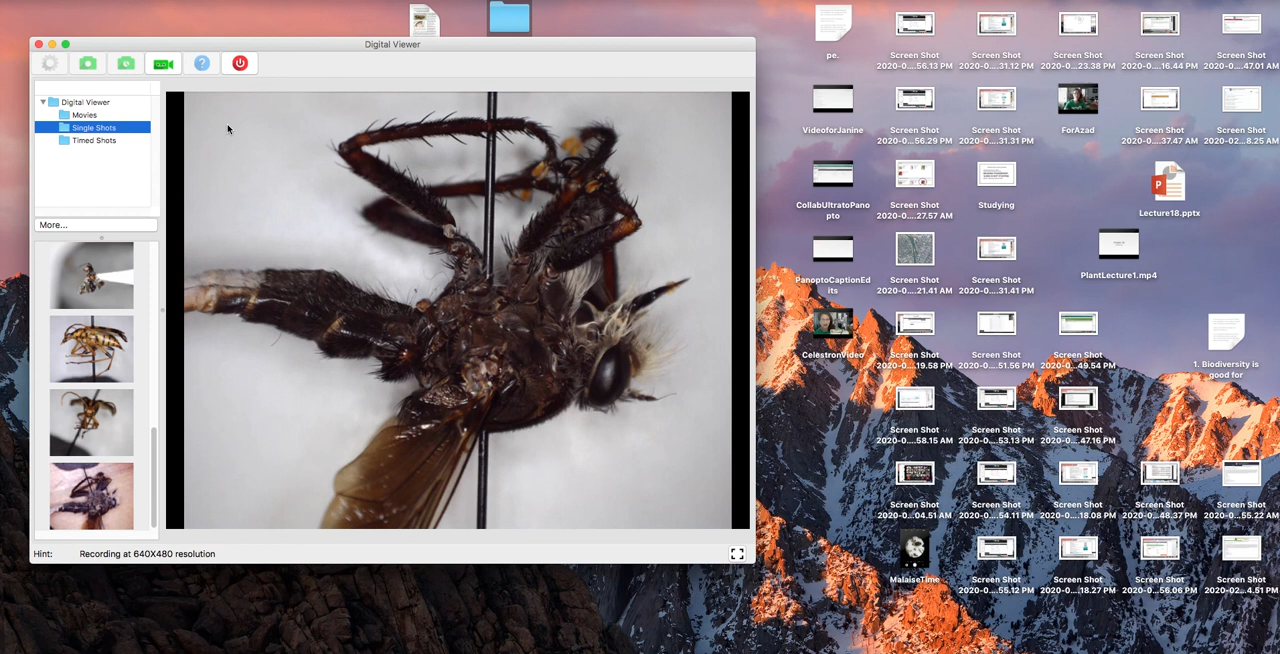 Digital Viewer
Digital Viewer
Movies
Single Shots
Timed Shots
More...
Hint: Recording at 640X480 resolution
pe.
Screen Shot
2020-0....56.13 PM
Screen Shot
2020-0....31.12 PM
Screen Shot
2020-0....23.38 PM
Screen Shot
2020-0....16.44 PM
Screen Shot
2020-0....47.01 AM
VideoforJanine
Screen Shot
2020-0....56.29 PM
Screen Shot
2020-0....31.31 PM
ForAzad
Screen Shot
2020-0....37.47 AM
Screen Shot
2020-02...8.25 AM
CollabUltratoPano
pto
Screen Shot
2020-0....27.57 AM
Studying
Lecture18.pptx
PanoptoCaptionEd
its
Screen Shot
2020-0....21.41 AM
Screen Shot
2020-0....31.41 PM
PlantLecture1.mp4
CelestronVideo
Screen Shot
2020-0....19.58 PM
Screen Shot
2020-0....51.56 PM
Screen Shot
2020-0....49.54 PM
1. Biodiversity is
good for
Screen Shot
2020-0....58.15 AM
Screen Shot
2020-0....53.13 PM
Screen Shot
2020-0....47.16 PM
Screen Shot
2020-0....04.51 AM
Screen Shot
2020-0....54.11 PM
Screen Shot
2020-0....18.08 PM
Screen Shot
2020-0....48.37 PM
Screen Shot
2020-0....55.22 AM
MalaiseTime
Screen Shot
2020-0....55.12 PM
Screen Shot
2020-0....18.27 PM
Screen Shot
2020-0....56.06 PM
Screen Shot
2020-02...4.51 PM